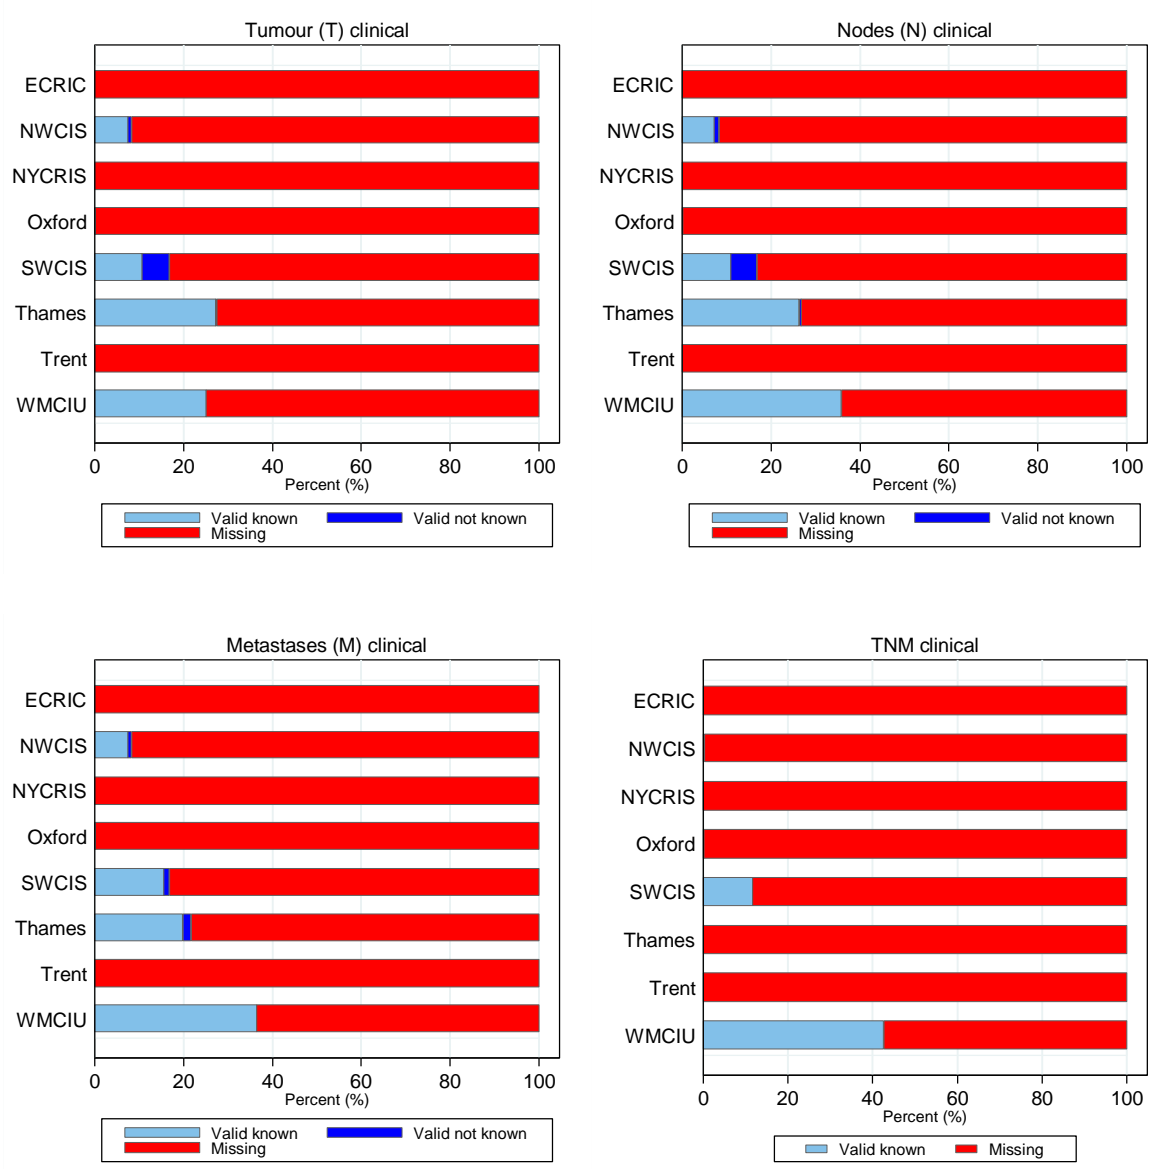 Tumour (T) clinical
ECRIC
NWCIS
NYCRIS
Oxford
SWCIS
Thames
Trent
WMCIU
0 20 40 60 80 100
Percent (%)
Valid known Valid not known
Missing
Nodes (N) clinical
ECRIC
NWCIS
NYCRIS
Oxford
SWCIS
Thames
Trent
WMCIU
0 20 40 60 80 100
Percent (%)
Valid known Valid not known
Missing
Metastases (M) clinical
ECRIC
NWCIS
NYCRIS
Oxford
SWCIS
Thames
Trent
WMCIU
0 20 40 60 80 100
Percent (%)
Valid known Valid not known
Missing
TNM clinical
ECRIC
NWCIS
NYCRIS
Oxford
SWCIS
Thames
Trent
WMCIU
0 20 40 60 80 100
Percent (%)
Valid known Missing